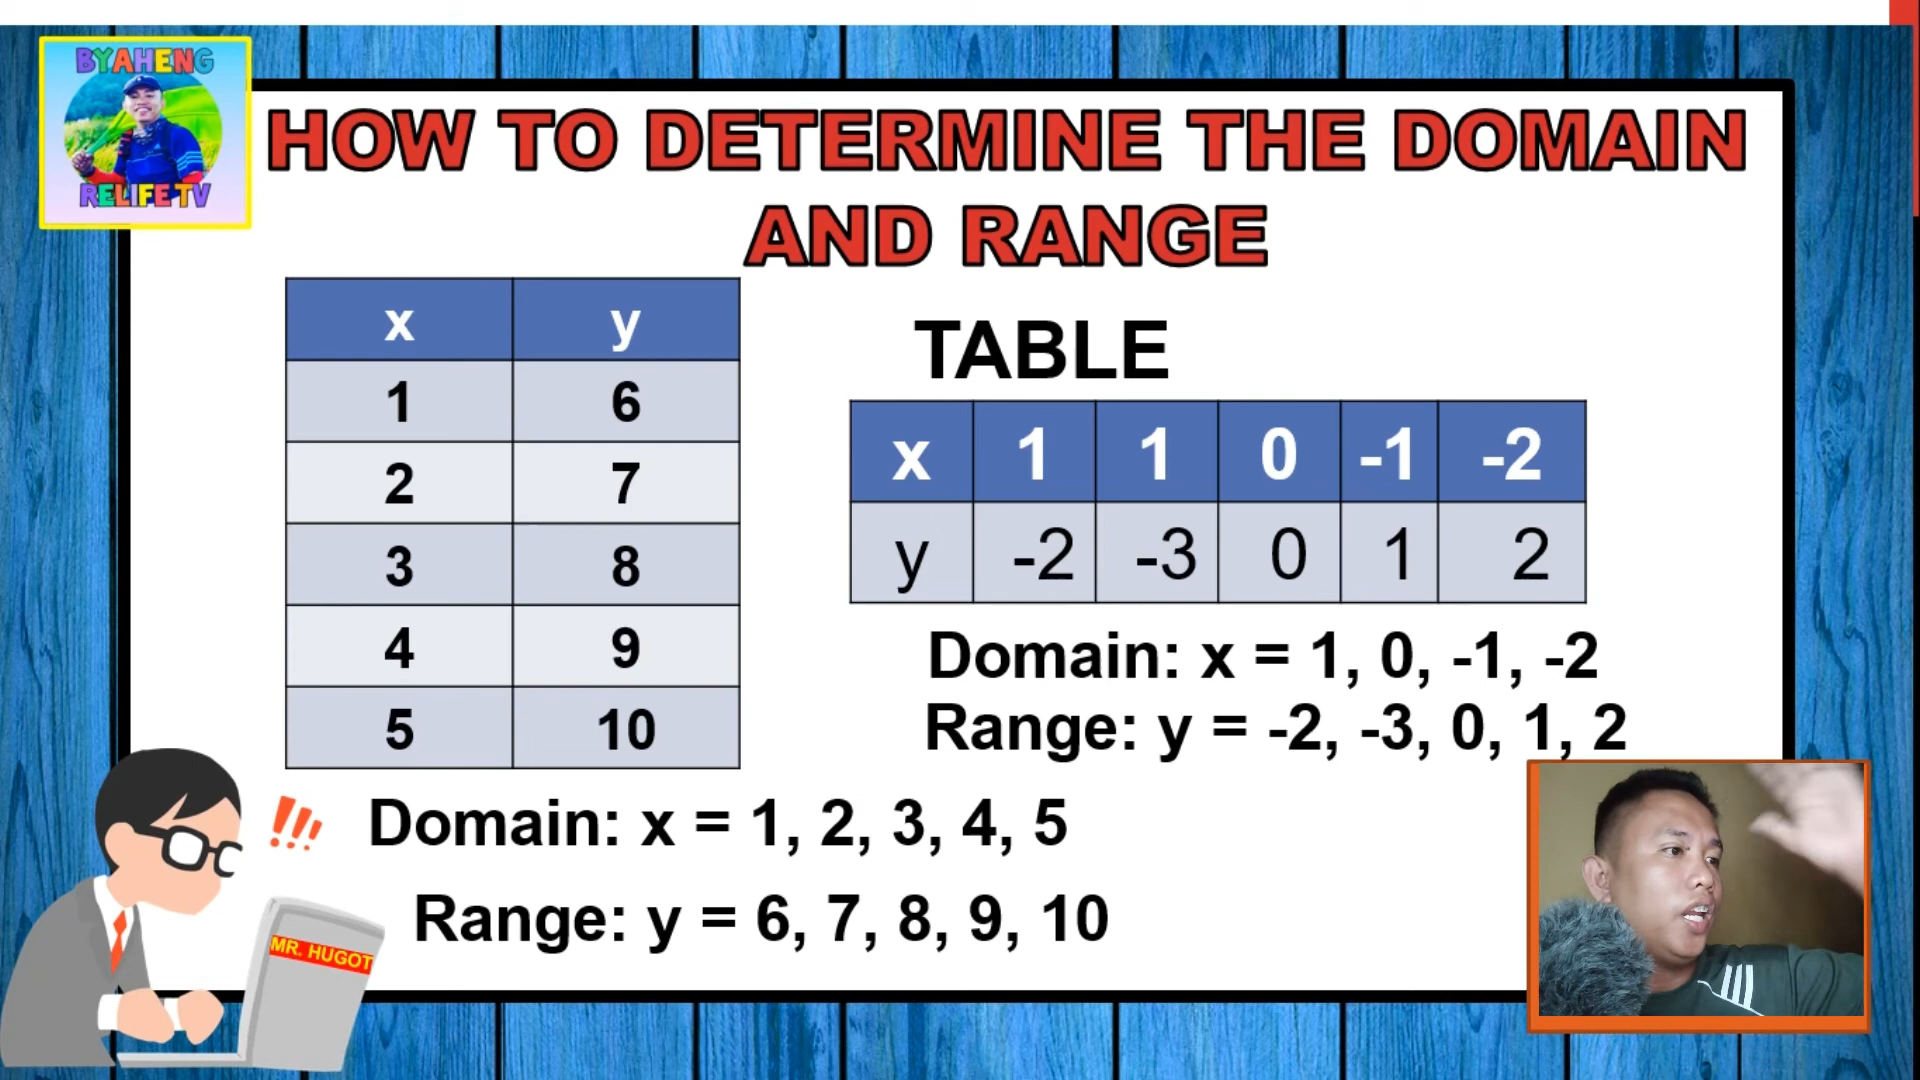 BYAHENG
RELIFE TV
HOW TO DETERMINE THE DOMAIN
AND RANGE
x y
1 6
2 7
3 8
4 9
5 10
TABLE
x 1 1 0 -1 -2
y -2 -3 0 1 2
Domain: x = 1, 0, -1, -2
Range: y = -2, -3, 0, 1, 2
!!!
Domain: x = 1, 2, 3, 4, 5
Range: y = 6, 7, 8, 9, 10
MR. HUGOT